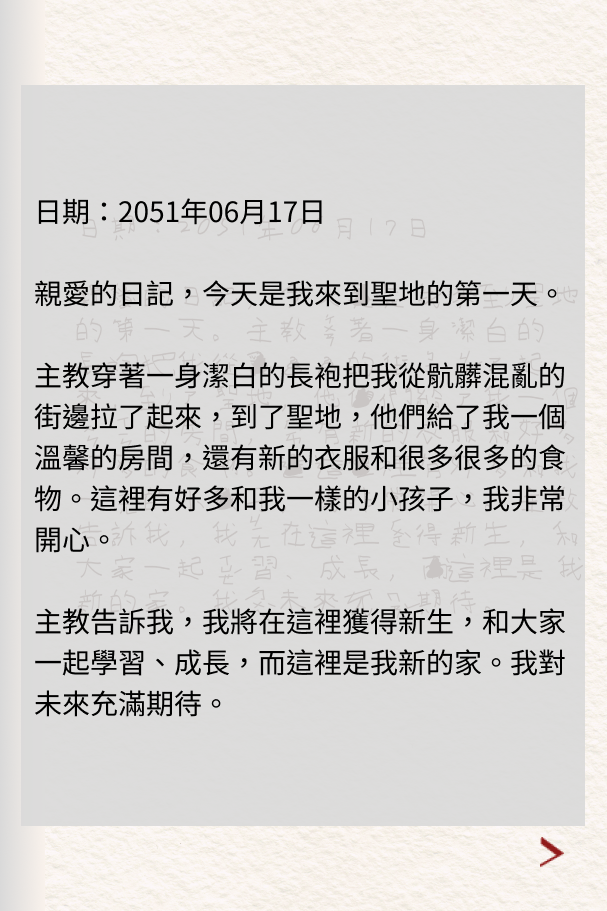 日期：2051年06月17日
親愛的日記，今天是我來到聖地的第一天。
主教穿著一身潔白的長袍把我從骯髒混亂的
街邊拉了起來，到了聖地，他們給了我一個
溫馨的房間，還有新的衣服和很多很多的食
物。這裡有好多和我一樣的小孩子，我非常
開心。
主教告訴我，我將在這裡獲得新生，和大家
一起學習、成長，而這裡是我新的家。我對
未來充滿期待。